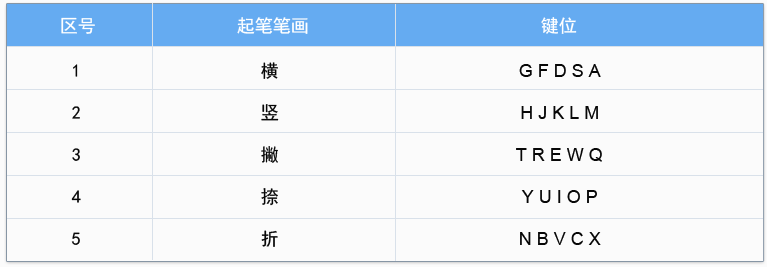 区号 起笔笔画 键位
1 横 G F D S A
2 竖 H J K L M
3 撇 T R E W Q
4 捺 Y U I O P
5 折 N B V C X